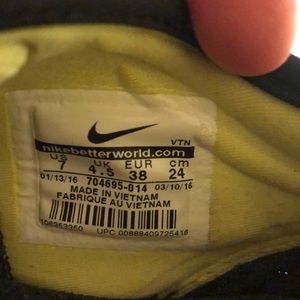 VTN
nikebetterworld.com
US UK EUR cm
7 4.5 38 24
01/13/16 704695-014 03/10/16
MADE IN VIETNAM
FABRIQUE AU VIETNAM
UPC 00888409725416